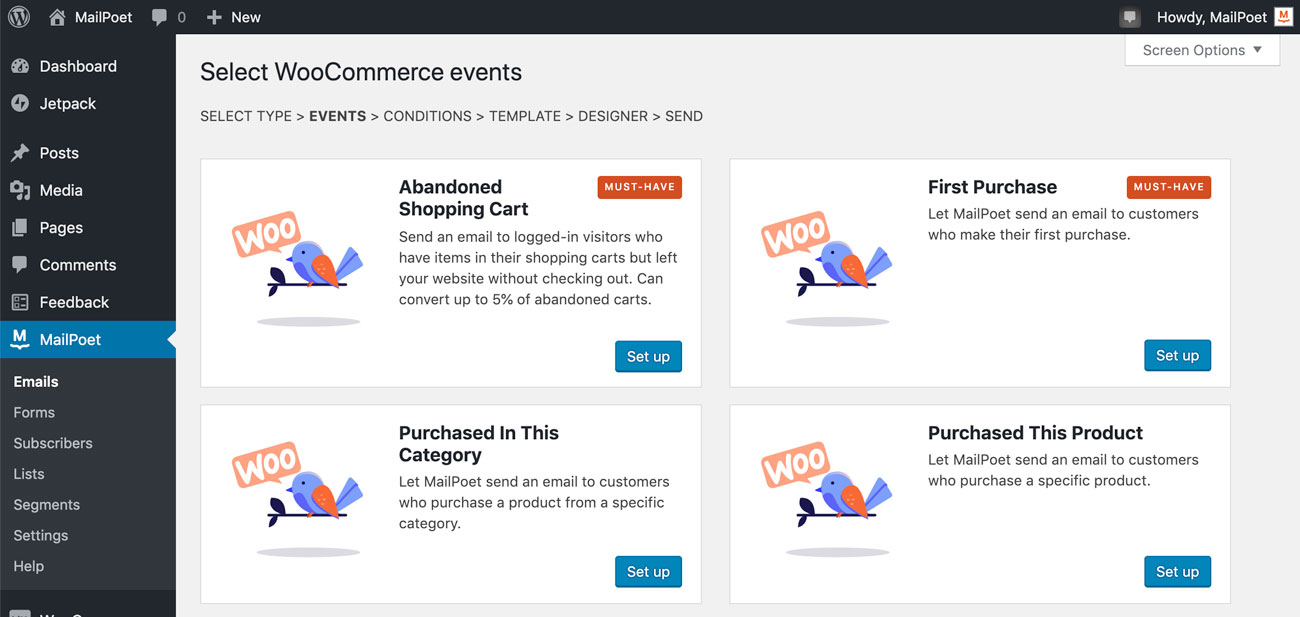 MailPoet 0 New Howdy, MailPoet M
Screen Options ▼
Dashboard
Jetpack
Posts
Media
Pages
Comments
Feedback
M MailPoet
Emails
Forms
Subscribers
Lists
Segments
Settings
Help
Select WooCommerce events
SELECT TYPE > EVENTS > CONDITIONS > TEMPLATE > DESIGNER > SEND
WOO
Abandoned
Shopping Cart
MUST-HAVE
Send an email to logged-in visitors who
have items in their shopping carts but left
your website without checking out. Can
convert up to 5% of abandoned carts.
Set up
WOO
First Purchase
MUST-HAVE
Let MailPoet send an email to customers
who make their first purchase.
Set up
WOO
Purchased In This
Category
Let MailPoet send an email to customers
who purchase a product from a specific
category.
Set up
WOO
Purchased This Product
Let MailPoet send an email to customers
who purchase a specific product.
Set up